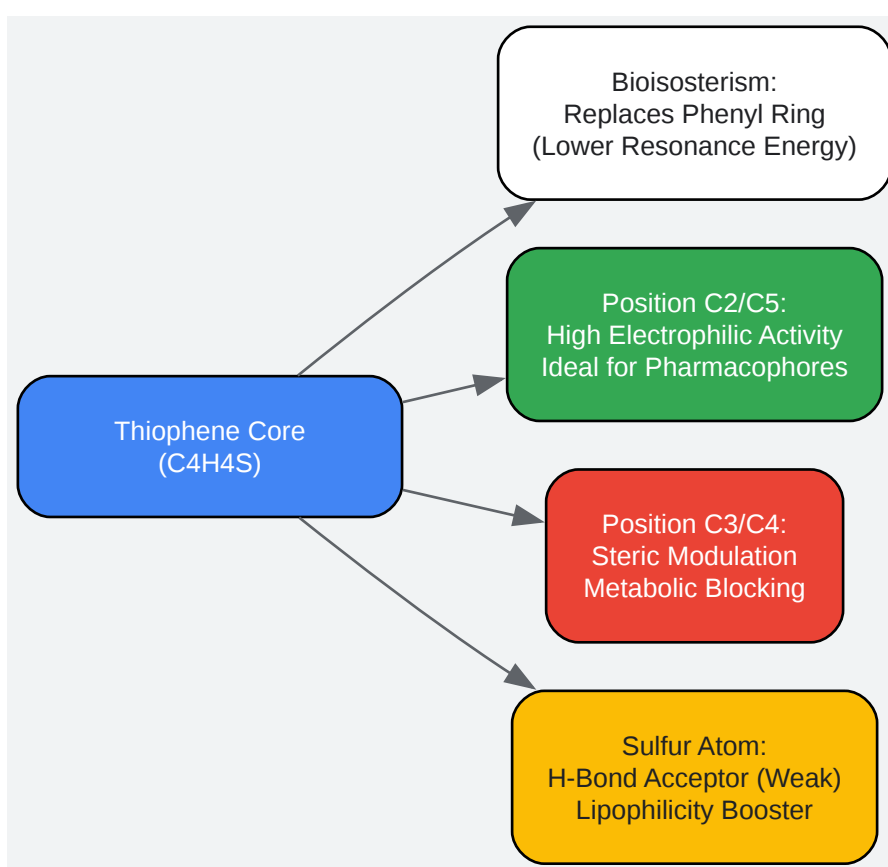 Bioisosterism:
Replaces Phenyl Ring
(Lower Resonance Energy)
Position C2/C5:
High Electrophilic Activity
Ideal for Pharmacophores
Thiophene Core
(C4H4S)
Position C3/C4:
Steric Modulation
Metabolic Blocking
Sulfur Atom:
H-Bond Acceptor (Weak)
Lipophilicity Booster